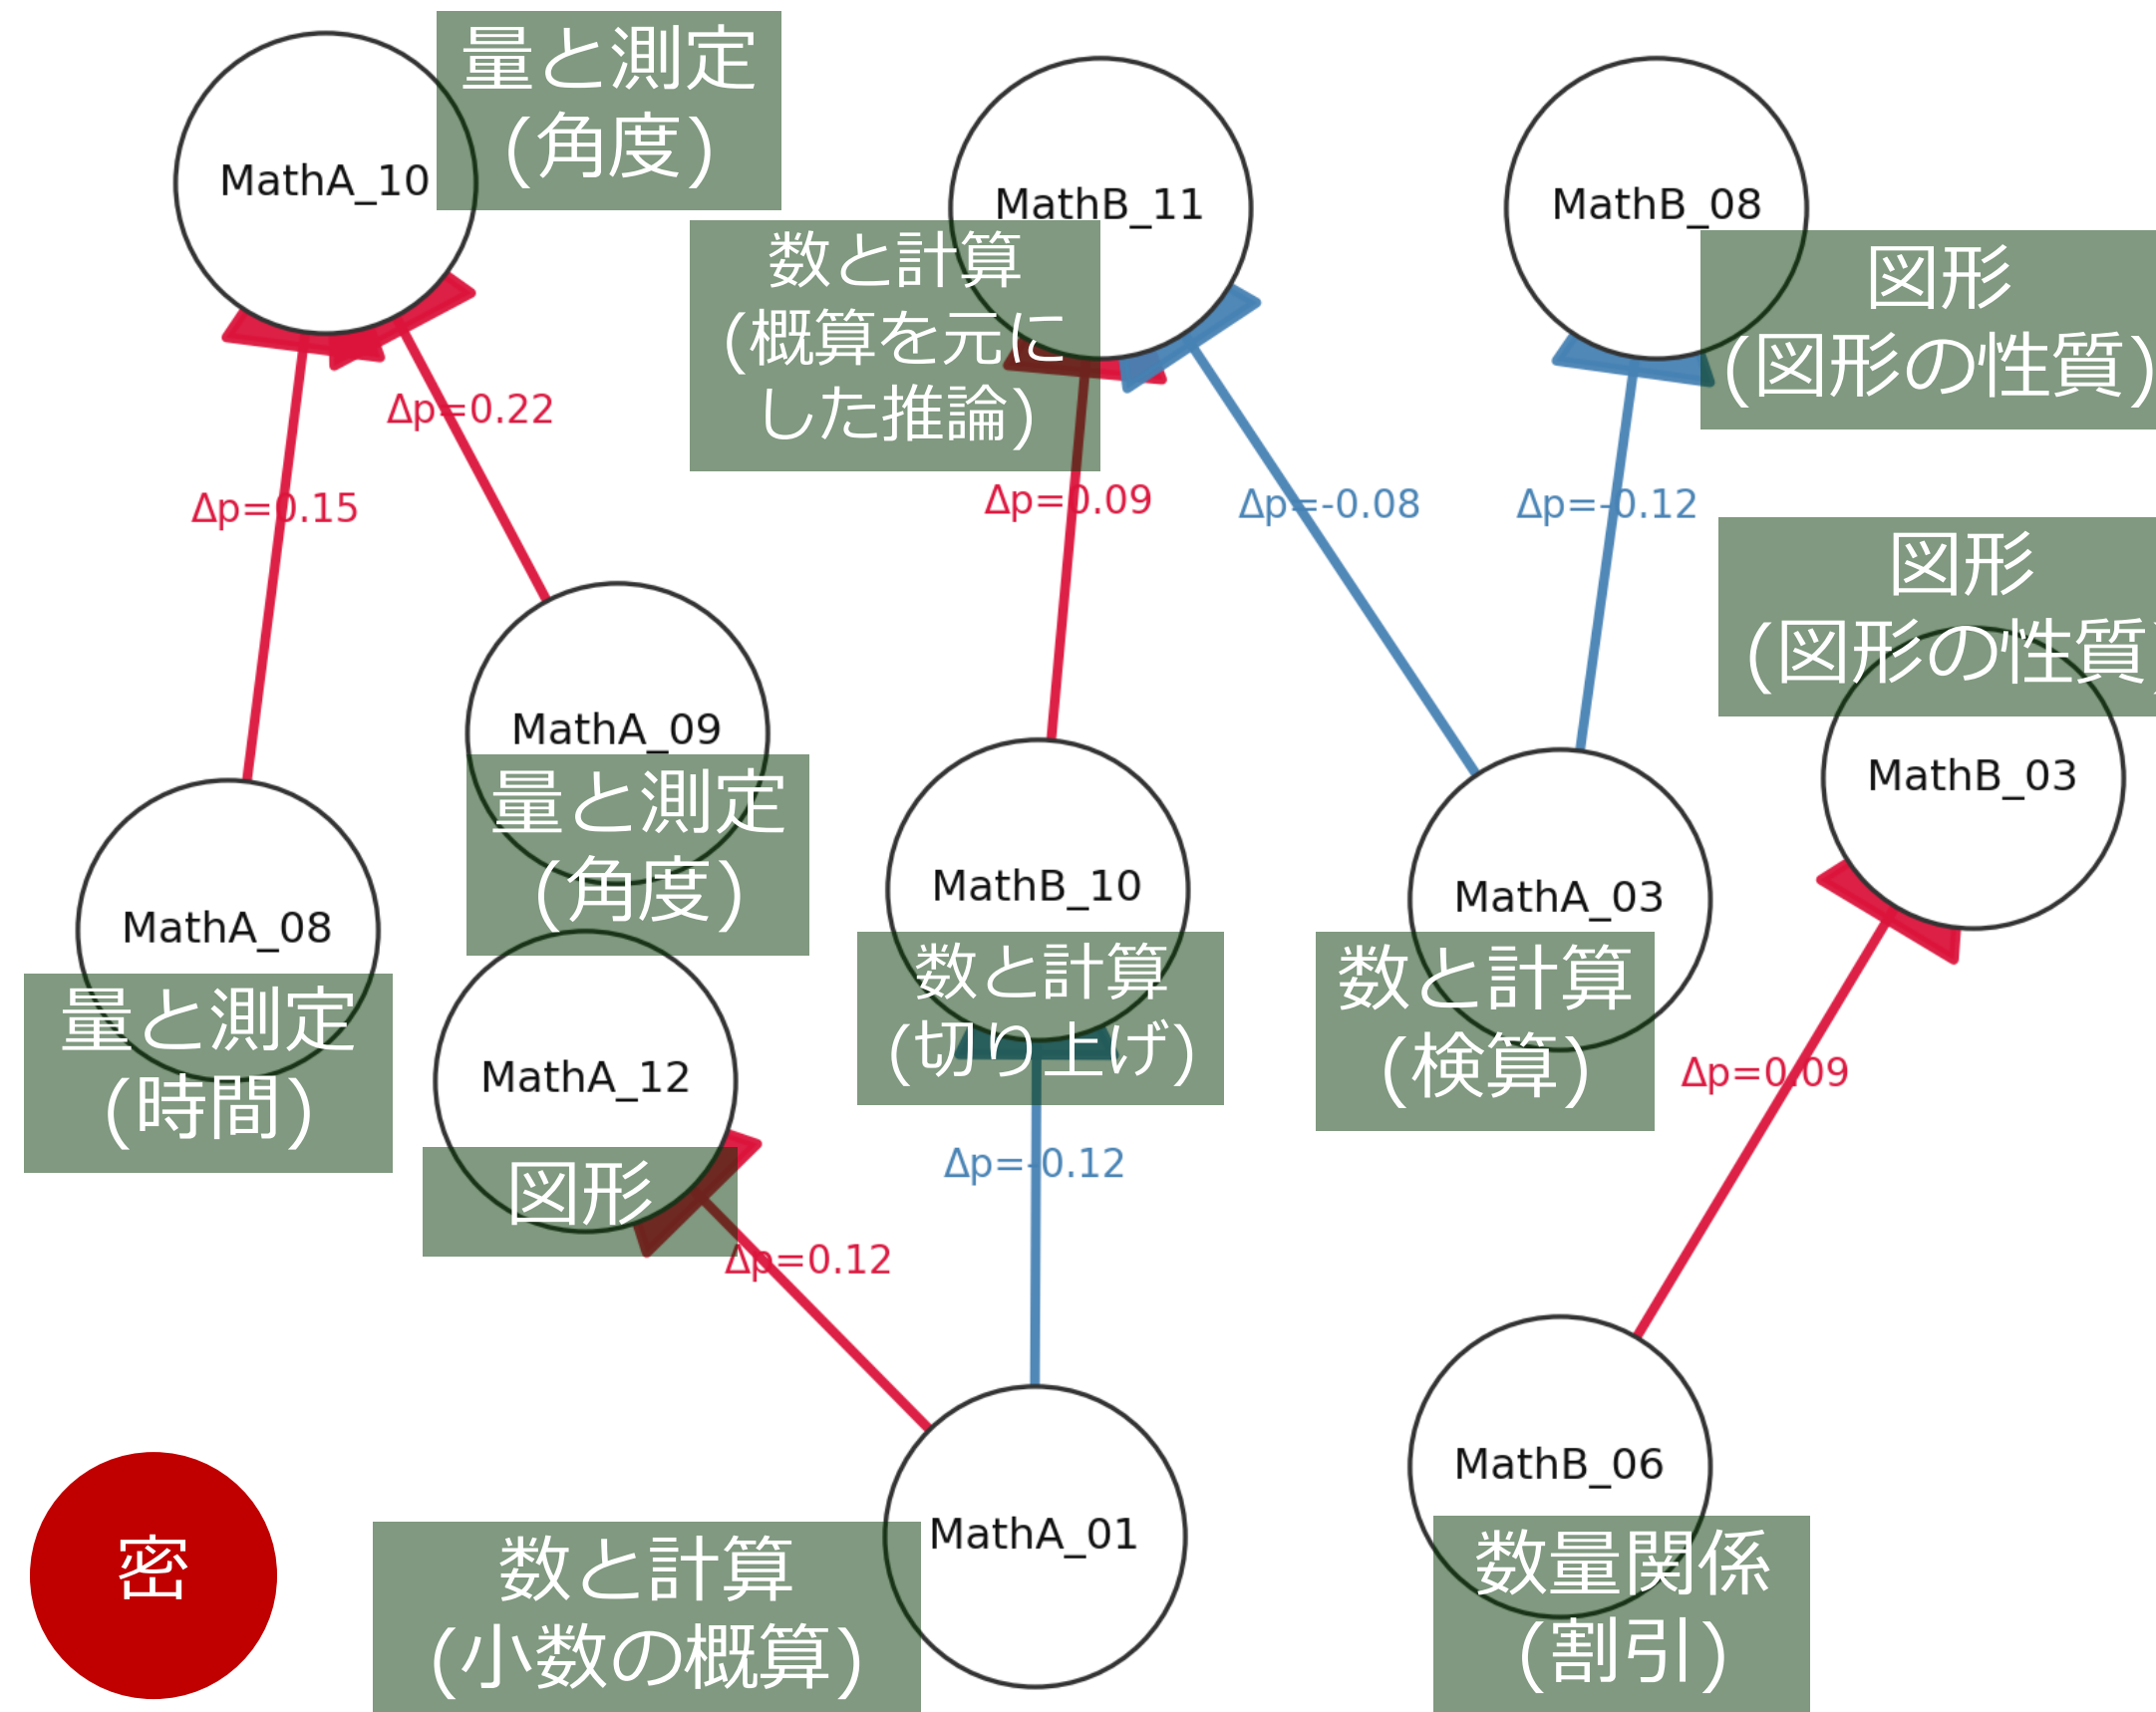 量と測定
(角度)
MathA_10
MathB_11
MathB_08
数と計算
(概算を元に
した推論)
図形
(図形の性質)
Δp=0.22
Δp=0.15
Δp=0.09
Δp=-0.08
Δp=-0.12
図形
(図形の性質)
MathA_09
量と測定
(角度)
MathB_03
MathB_10
MathA_03
MathA_08
数と計算
(切り上げ)
数と計算
(検算)
量と測定
(時間)
MathA_12
Δp=0.09
図形
Δp=-0.12
Δp=0.12
MathB_06
MathA_01
密
数と計算
(小数の概算)
数量関係
(割引)